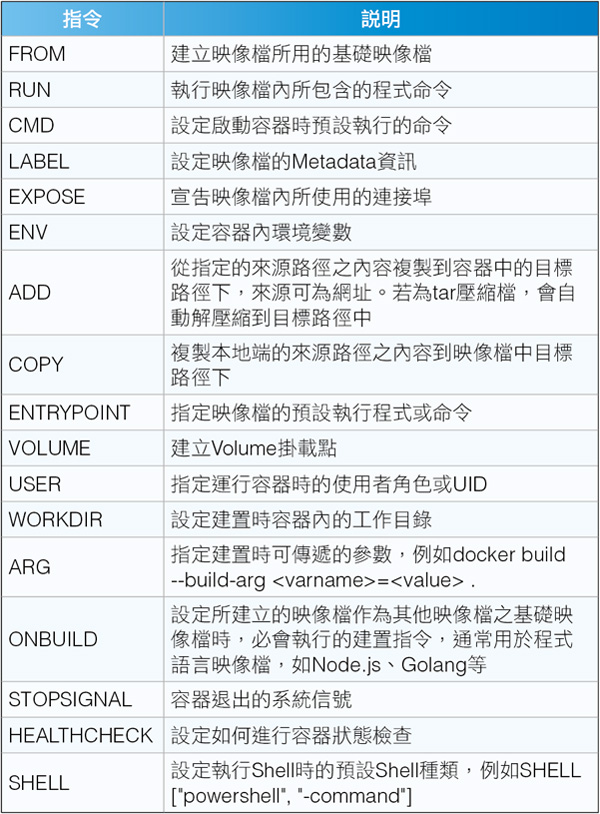 指令 説明
FROM 建立映像檔所用的基礎映像檔
RUN 執行映像檔內所包含的程式命令
CMD 設定啟動容器時預設執行的命令
LABEL 設定映像檔的Metadata資訊
EXPOSE 宣告映像檔內所使用的連接埠
ENV 設定容器內環境變數
ADD 從指定的來源路徑之內容複製到容器中的目標
路徑下，來源可為網址。若為tar壓縮檔，會自
動解壓縮到目標路徑中
COPY 複製本地端的來源路徑之內容到映像檔中目標
路徑下
ENTRYPOINT 指定映像檔的預設執行程式或命令
VOLUME 建立Volume掛載點
USER 指定運行容器時的使用者角色或UID
WORKDIR 設定建置時容器內的工作目錄
ARG 指定建置時可傳遞的參數，例如docker build
--build-arg <varname>=<value> .
ONBUILD 設定所建立的映像檔作為其他映像檔之基礎映
像檔時，必會執行的建置指令，通常用於程式
語言映像檔，如Node.js、Golang等
STOPSIGNAL 容器退出的系統信號
HEALTHCHECK 設定如何進行容器狀態檢查
SHELL 設定執行Shell時的預設Shell種類，例如SHELL
["powershell", "-command"]